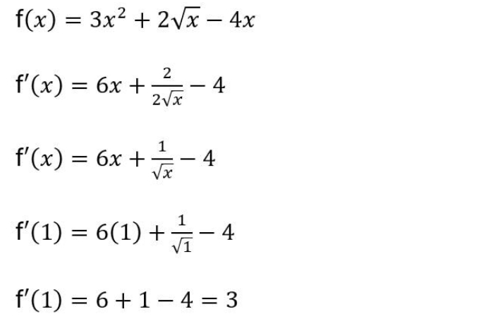 f(x) = 3x² + 2√x − 4x
f′(x) = 6x + 2/(2√x) − 4
f′(x) = 6x + 1/√x − 4
f′(1) = 6(1) + 1/√1 − 4
f′(1) = 6 + 1 − 4 = 3